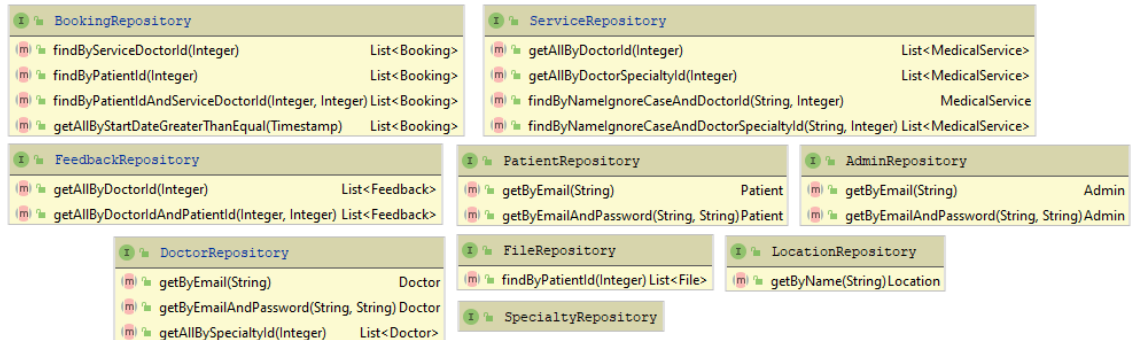 BookingRepository
findByServiceDoctorId(Integer) List<Booking>
findByPatientId(Integer) List<Booking>
findByPatientIdAndServiceDoctorId(Integer, Integer) List<Booking>
getAllByStartDateGreaterThanEqual(Timestamp) List<Booking>
ServiceRepository
getAllByDoctorId(Integer) List<MedicalService>
getAllByDoctorSpecialtyId(Integer) List<MedicalService>
findByNameIgnoreCaseAndDoctorId(String, Integer) MedicalService
findByNameIgnoreCaseAndDoctorSpecialtyId(String, Integer) List<MedicalService>
FeedbackRepository
getAllByDoctorId(Integer) List<Feedback>
getAllByDoctorIdAndPatientId(Integer, Integer) List<Feedback>
PatientRepository
getByEmail(String) Patient
getByEmailAndPassword(String, String) Patient
AdminRepository
getByEmail(String) Admin
getByEmailAndPassword(String, String) Admin
DoctorRepository
getByEmail(String) Doctor
getByEmailAndPassword(String, String) Doctor
getAllBySpecialtyId(Integer) List<Doctor>
FileRepository
findByPatientId(Integer) List<File>
LocationRepository
getByName(String) Location
SpecialtyRepository